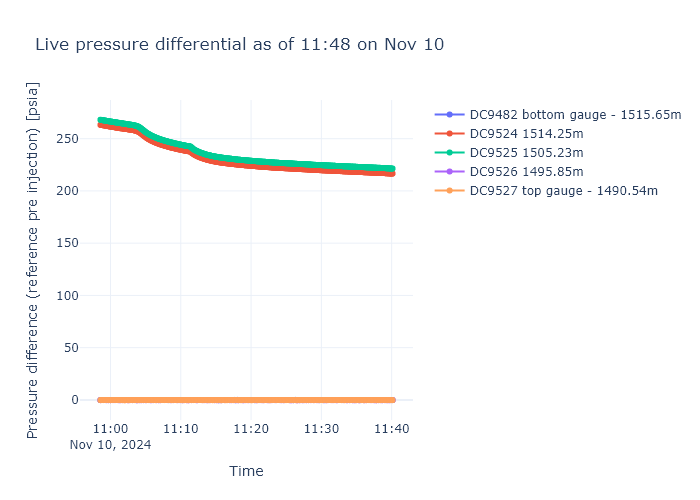 Live pressure differential as of 11:48 on Nov 10
Pressure difference (reference pre injection) [psia]
250
200
150
100
50
0
11:00
11:10
11:20
11:30
11:40
Nov 10, 2024
Time
DC9482 bottom gauge - 1515.65m
DC9524 1514.25m
DC9525 1505.23m
DC9526 1495.85m
DC9527 top gauge - 1490.54m